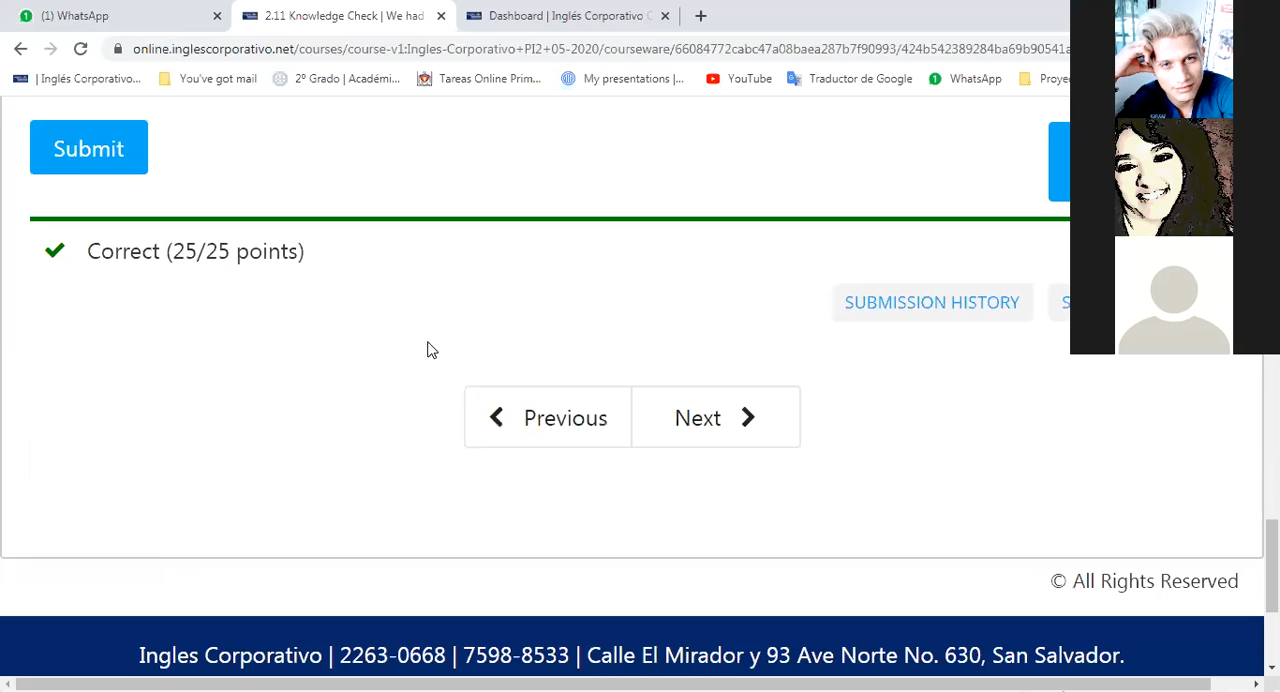 (1) WhatsApp
2.11 Knowledge Check | We had
Dashboard | Inglés Corporativo
online.inglescorporativo.net/courses/course-v1:Ingles-Corporativo+PI2+05-2020/courseware/66084772cabc47a08baea287b7f90993/424b542389284ba69b90541a
| Inglés Corporativo...
You've got mail
2º Grado | Académi...
Tareas Online Prim...
My presentations |...
YouTube
Traductor de Google
WhatsApp
Proye
Submit
Correct (25/25 points)
SUBMISSION HISTORY
S
Previous
Next
© All Rights Reserved
Ingles Corporativo | 2263-0668 | 7598-8533 | Calle El Mirador y 93 Ave Norte No. 630, San Salvador.